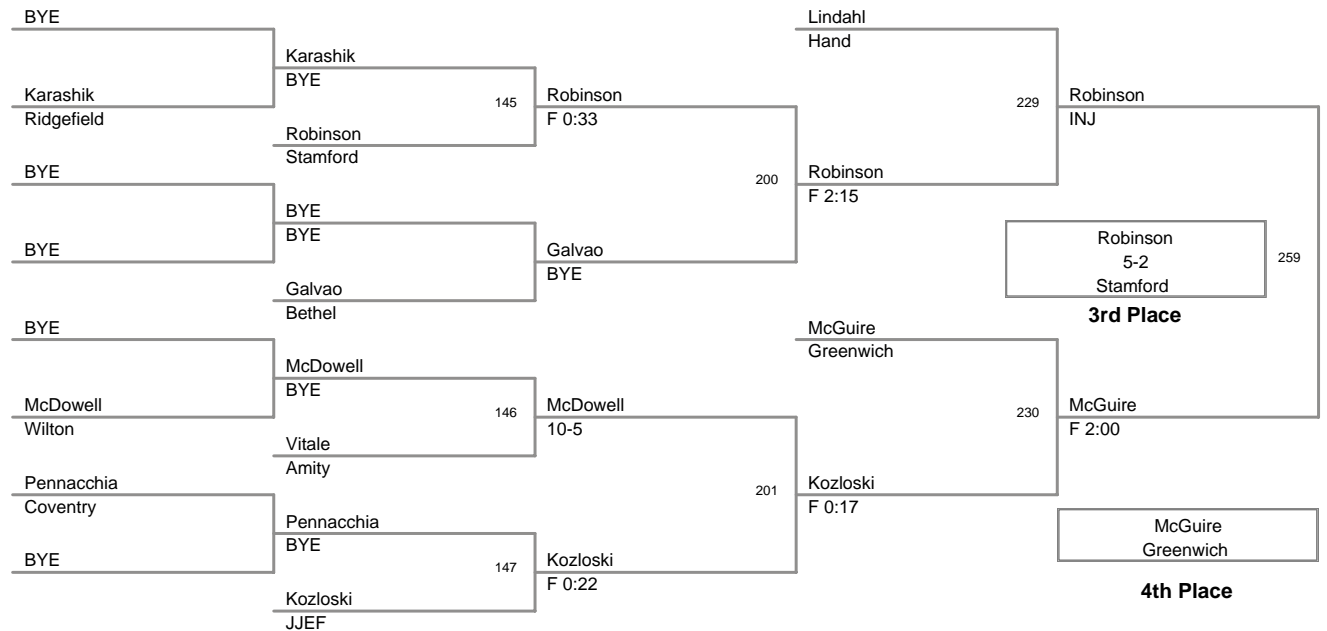 BYE
Karashik
Ridgefield
BYE
BYE
BYE
McDowell
Wilton
Pennacchia
Coventry
BYE
Karashik
BYE
145
Robinson
Stamford
BYE
BYE
Galvao
Bethel
McDowell
BYE
146
Vitale
Amity
Pennacchia
BYE
147
Kozloski
JJEF
Robinson
F 0:33
200
Galvao
BYE
McDowell
10-5
201
Kozloski
F 0:22
Lindahl
Hand
229
Robinson
F 2:15
McGuire
Greenwich
230
Kozloski
F 0:17
Robinson
INJ
Robinson
5-2
Stamford
259
3rd Place
McGuire
F 2:00
McGuire
Greenwich
4th Place